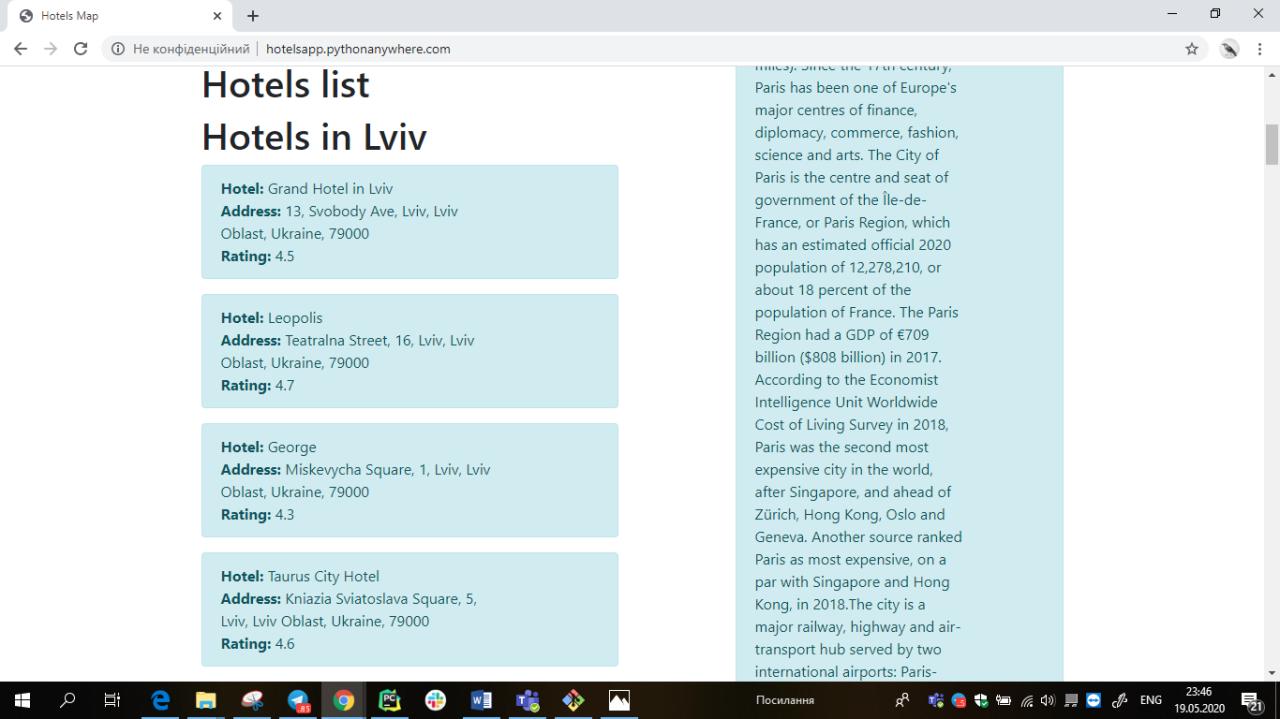 Hotels Map
Не конфіденційний
hotelsapp.pythonanywhere.com
Hotels list
Hotels in Lviv
Hotel: Grand Hotel in Lviv
Address: 13, Svobody Ave, Lviv, Lviv
Oblast, Ukraine, 79000
Rating: 4.5
Hotel: Leopolis
Address: Teatralna Street, 16, Lviv, Lviv
Oblast, Ukraine, 79000
Rating: 4.7
Hotel: George
Address: Miskevycha Square, 1, Lviv, Lviv
Oblast, Ukraine, 79000
Rating: 4.3
Hotel: Taurus City Hotel
Address: Kniazia Sviatoslava Square, 5,
Lviv, Lviv Oblast, Ukraine, 79000
Rating: 4.6
miles). Since the 17th century,
Paris has been one of Europe's
major centres of finance,
diplomacy, commerce, fashion,
science and arts. The City of
Paris is the centre and seat of
government of the Île-de-
France, or Paris Region, which
has an estimated official 2020
population of 12,278,210, or
about 18 percent of the
population of France. The Paris
Region had a GDP of €709
billion ($808 billion) in 2017.
According to the Economist
Intelligence Unit Worldwide
Cost of Living Survey in 2018,
Paris was the second most
expensive city in the world,
after Singapore, and ahead of
Zürich, Hong Kong, Oslo and
Geneva. Another source ranked
Paris as most expensive, on a
par with Singapore and Hong
Kong, in 2018.The city is a
major railway, highway and air-
transport hub served by two
international airports: Paris-
Посилання
ENG
23:46
19.05.2020
21